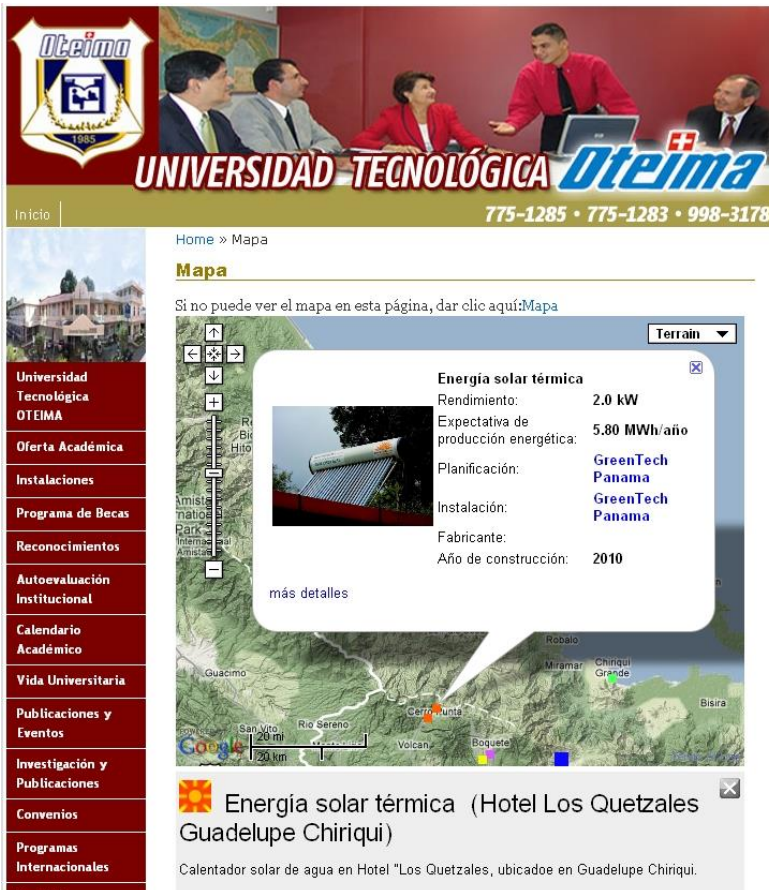 Oteima
1985
UNIVERSIDAD TECNOLÓGICA Oteima
Inicio
775-1285 • 775-1283 • 998-3178
Home » Mapa
Mapa
Si no puede ver el mapa en esta página, dar clic aquí:Mapa
Universidad
Tecnológica
OTEIMA
Oferta Académica
Instalaciones
Programa de Becas
Reconocimientos
Autoevaluación
Institucional
Calendario
Académico
Vida Universitaria
Publicaciones y
Eventos
Investigación y
Publicaciones
Convenios
Programas
Internacionales
Terrain
Energía solar térmica
Rendimiento: 2.0 kW
Expectativa de
producción energética: 5.80 MWh/año
Planificación: GreenTech
Panama
Instalación: GreenTech
Panama
Fabricante:
Año de construcción: 2010
más detalles
Robalo
Miramar
Chiriqui
Grande
Guacimo
Bisira
Cerro Punta
San Vito
Rio Sereno
Volcan
Boquete
POWERED BY
Google
20 mi
20 km
Energía solar térmica (Hotel Los Quetzales
Guadelupe Chiriqui)
Calentador solar de agua en Hotel "Los Quetzales, ubicadoe en Guadelupe Chiriqui.